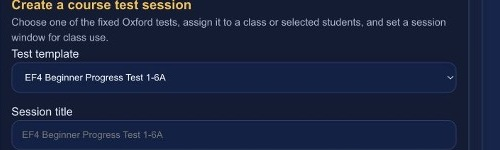 Create a course test session
Choose one of the fixed Oxford tests, assign it to a class or selected students, and set a session
window for class use.
Test template
EF4 Beginner Progress Test 1-6A
Session title
EF4 Beginner Progress Test 1-6A